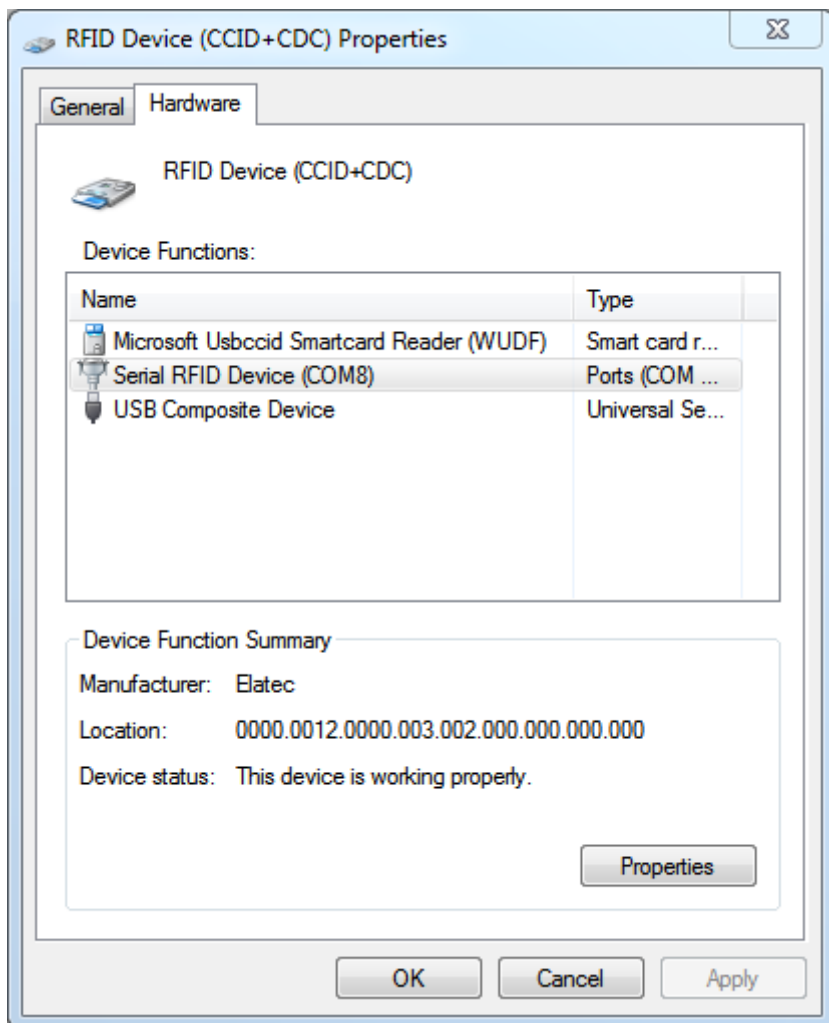 RFID Device (CCID+CDC) Properties
General Hardware
RFID Device (CCID+CDC)
Device Functions:
Name Type
Microsoft Usbccid Smartcard Reader (WUDF) Smart card r...
Serial RFID Device (COM8) Ports (COM ...
USB Composite Device Universal Se...
Device Function Summary
Manufacturer: Elatec
Location: 0000.0012.0000.003.002.000.000.000.000
Device status: This device is working properly.
Properties
OK Cancel Apply